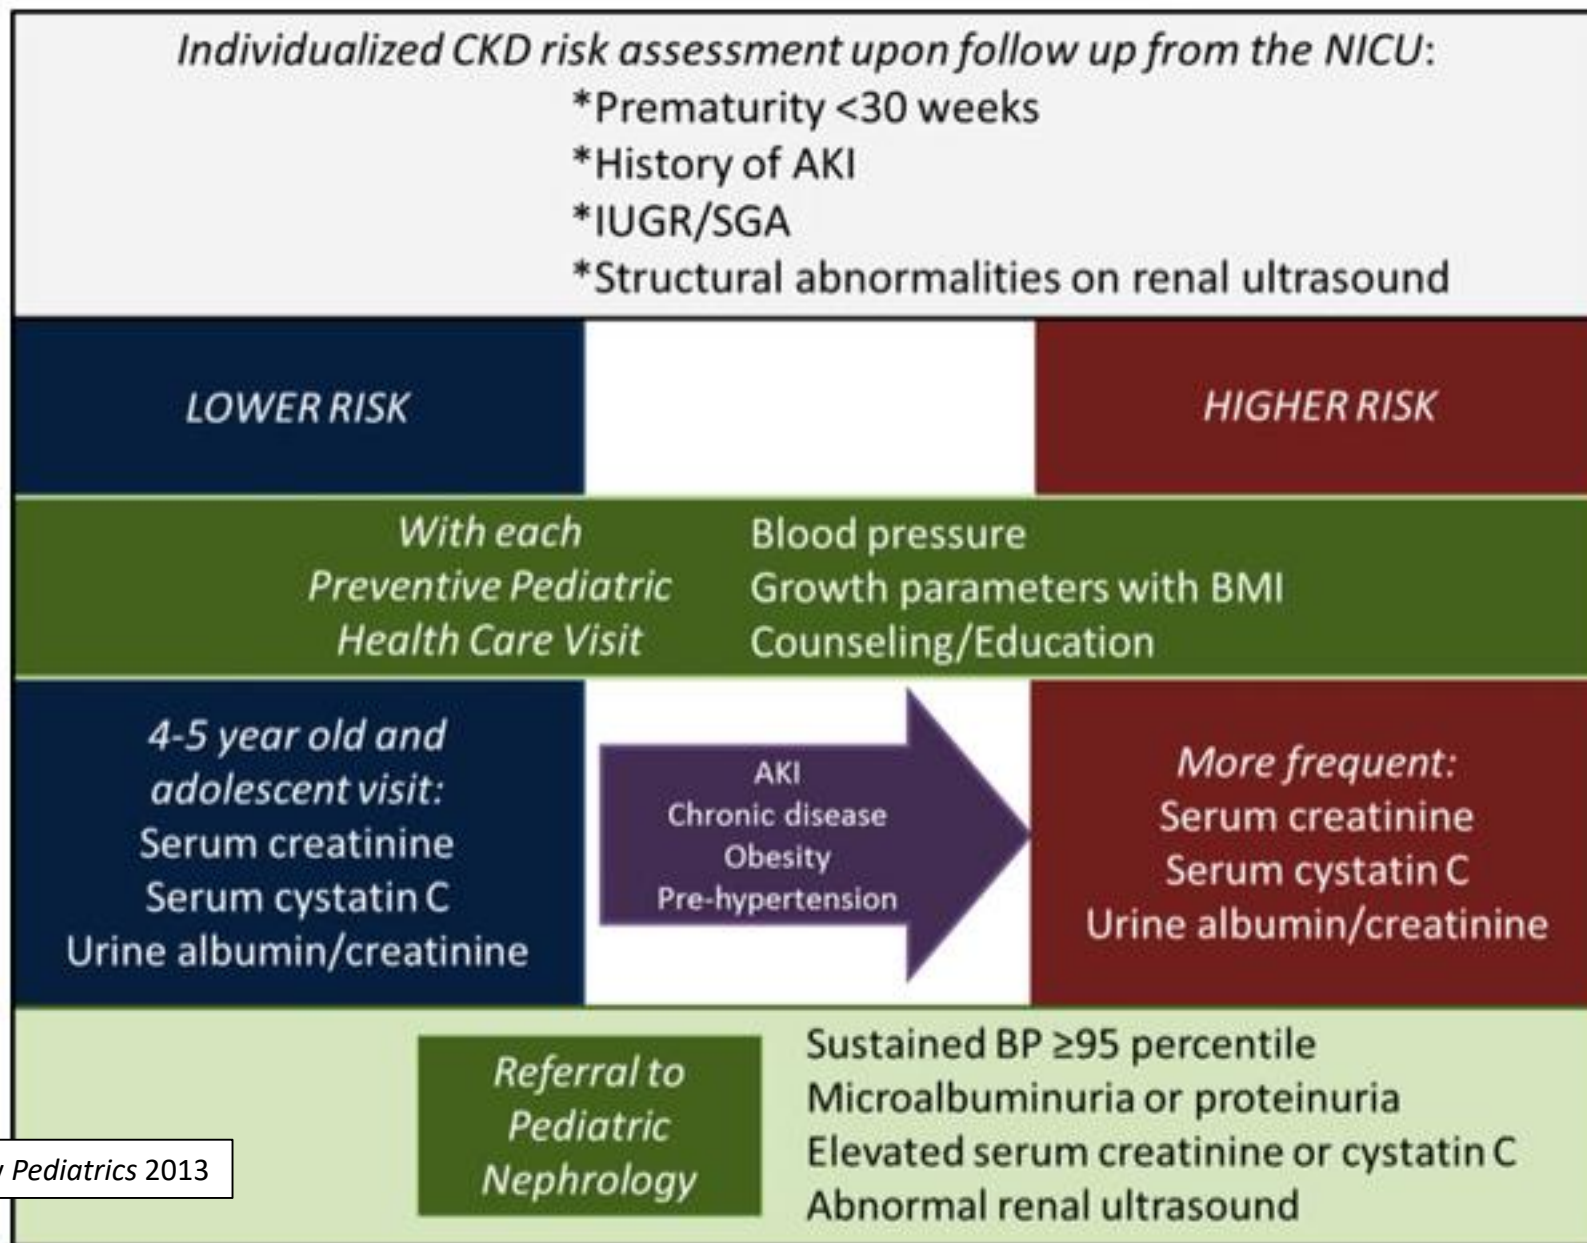 Individualized CKD risk assessment upon follow up from the NICU:
*Prematurity <30 weeks
*History of AKI
*IUGR/SGA
*Structural abnormalities on renal ultrasound
LOWER RISK
HIGHER RISK
With each
Preventive Pediatric
Health Care Visit
Blood pressure
Growth parameters with BMI
Counseling/Education
4-5 year old and
adolescent visit:
Serum creatinine
Serum cystatin C
Urine albumin/creatinine
AKI
Chronic disease
Obesity
Pre-hypertension
More frequent:
Serum creatinine
Serum cystatin C
Urine albumin/creatinine
Referral to
Pediatric
Nephrology
Sustained BP ≥95 percentile
Microalbuminuria or proteinuria
Elevated serum creatinine or cystatin C
Abnormal renal ultrasound
Pediatrics 2013